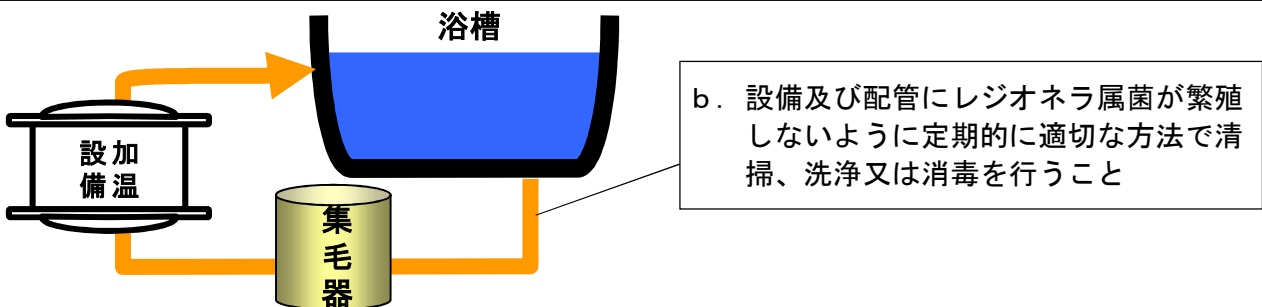 浴槽
設加
備温
集
毛
器
b. 設備及び配管にレジオネラ属菌が繁殖
しないように定期的に適切な方法で清
掃、洗浄又は消毒を行うこと